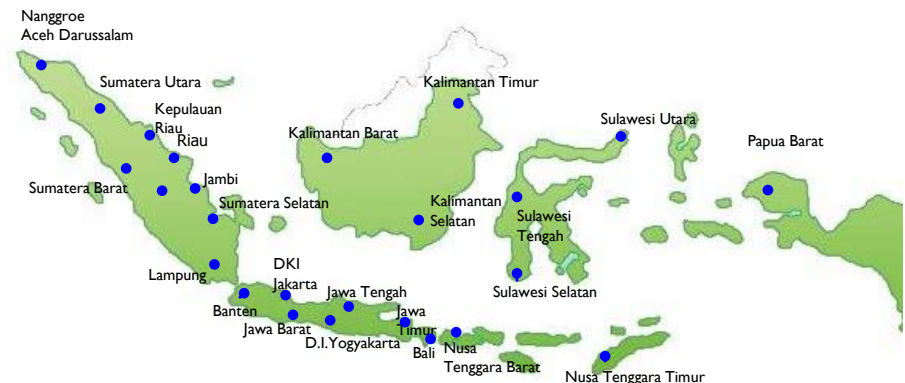 Nanggroe
Aceh Darussalam
Sumatera Utara
Kepulauan
Riau
Riau
Sumatera Barat
Jambi
Sumatera Selatan
Lampung
Kalimantan Timur
Kalimantan Barat
Kalimantan
Selatan
Sulawesi Utara
Sulawesi
Tengah
Sulawesi Selatan
Papua Barat
DKI
Jakarta
Banten
Jawa Barat
Jawa Tengah
D.I.Yogyakarta
Jawa
Timur
Bali
Nusa
Tenggara Barat
Nusa Tenggara Timur